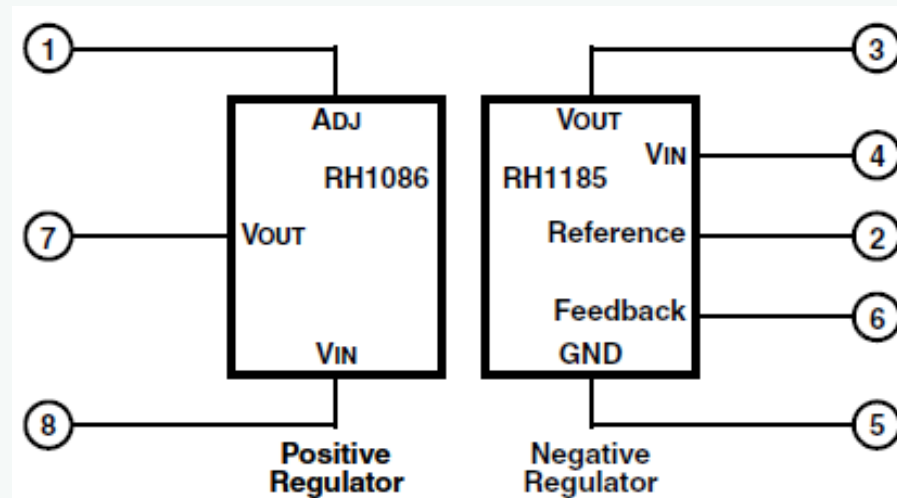 1
3
ADJ
VOUT
VIN
4
RH1086
RH1185
7
VOUT
Reference
2
Feedback
6
VIN
GND
8
5
Positive
Regulator
Negative
Regulator